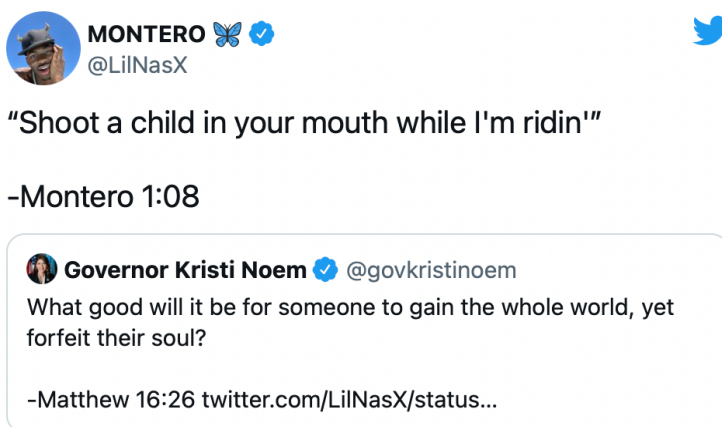 MONTERO
@LilNasX
“Shoot a child in your mouth while I'm ridin'”
-Montero 1:08
Governor Kristi Noem @govkristinoem
What good will it be for someone to gain the whole world, yet
forfeit their soul?
-Matthew 16:26 twitter.com/LilNasX/status...